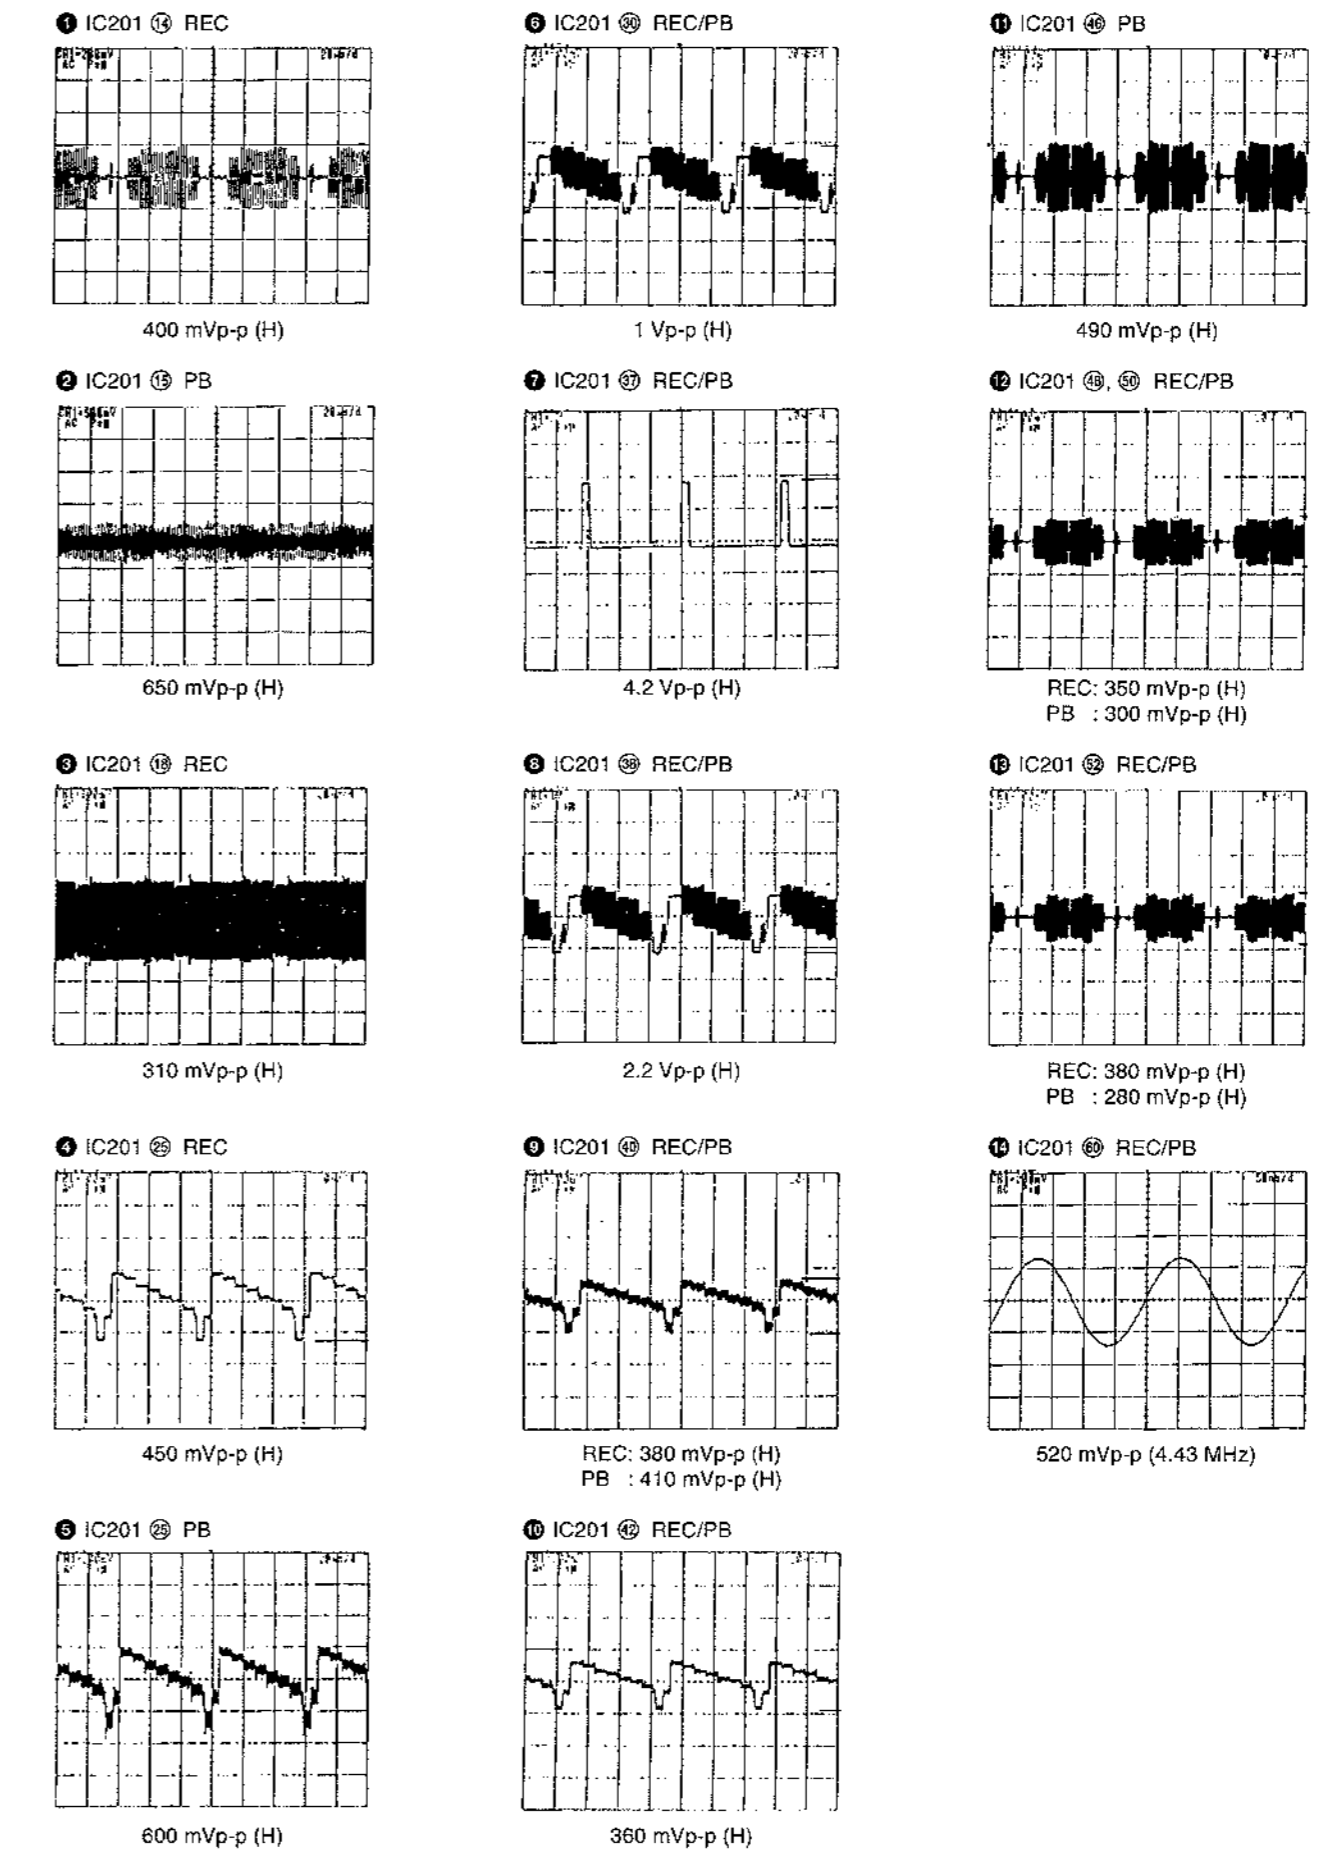 ❶ IC201 ⑭ REC
400 mVp-p (H)
❷ IC201 ⑮ PB
650 mVp-p (H)
❸ IC201 ⑱ REC
310 mVp-p (H)
❹ IC201 ㉕ REC
450 mVp-p (H)
❺ IC201 ㉕ PB
600 mVp-p (H)
❻ IC201 ㉚ REC/PB
1 Vp-p (H)
❼ IC201 ㊲ REC/PB
4.2 Vp-p (H)
❽ IC201 ㊳ REC/PB
2.2 Vp-p (H)
❾ IC201 ㊵ REC/PB
REC: 380 mVp-p (H)
PB : 410 mVp-p (H)
❿ IC201 ㊷ REC/PB
360 mVp-p (H)
⓫ IC201 ㊻ PB
490 mVp-p (H)
⓬ IC201 ㊽, ㊿ REC/PB
REC: 350 mVp-p (H)
PB : 300 mVp-p (H)
⓭ IC201 52 REC/PB
REC: 380 mVp-p (H)
PB : 280 mVp-p (H)
⓮ IC201 60 REC/PB
520 mVp-p (4.43 MHz)